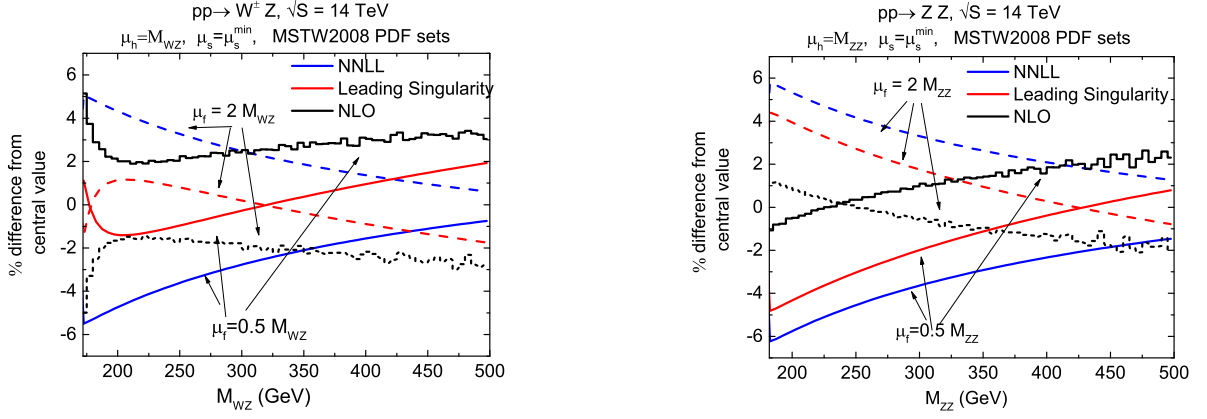 pp→ W± Z, √S = 14 TeV
μh=MWZ, μs=μs^min, MSTW2008 PDF sets
NNLL
Leading Singularity
NLO
μf = 2 MWZ
μf=0.5 MWZ
6
4
2
0
-2
-4
-6
% difference from
central value
200 250 300 350 400 450 500
MWZ (GeV)
pp→ Z Z, √S = 14 TeV
μh=MZZ, μs=μs^min, MSTW2008 PDF sets
NNLL
Leading Singularity
NLO
μf = 2 MZZ
μf=0.5 MZZ
6
4
2
0
-2
-4
-6
% difference from
central value
200 250 300 350 400 450 500
MZZ (GeV)